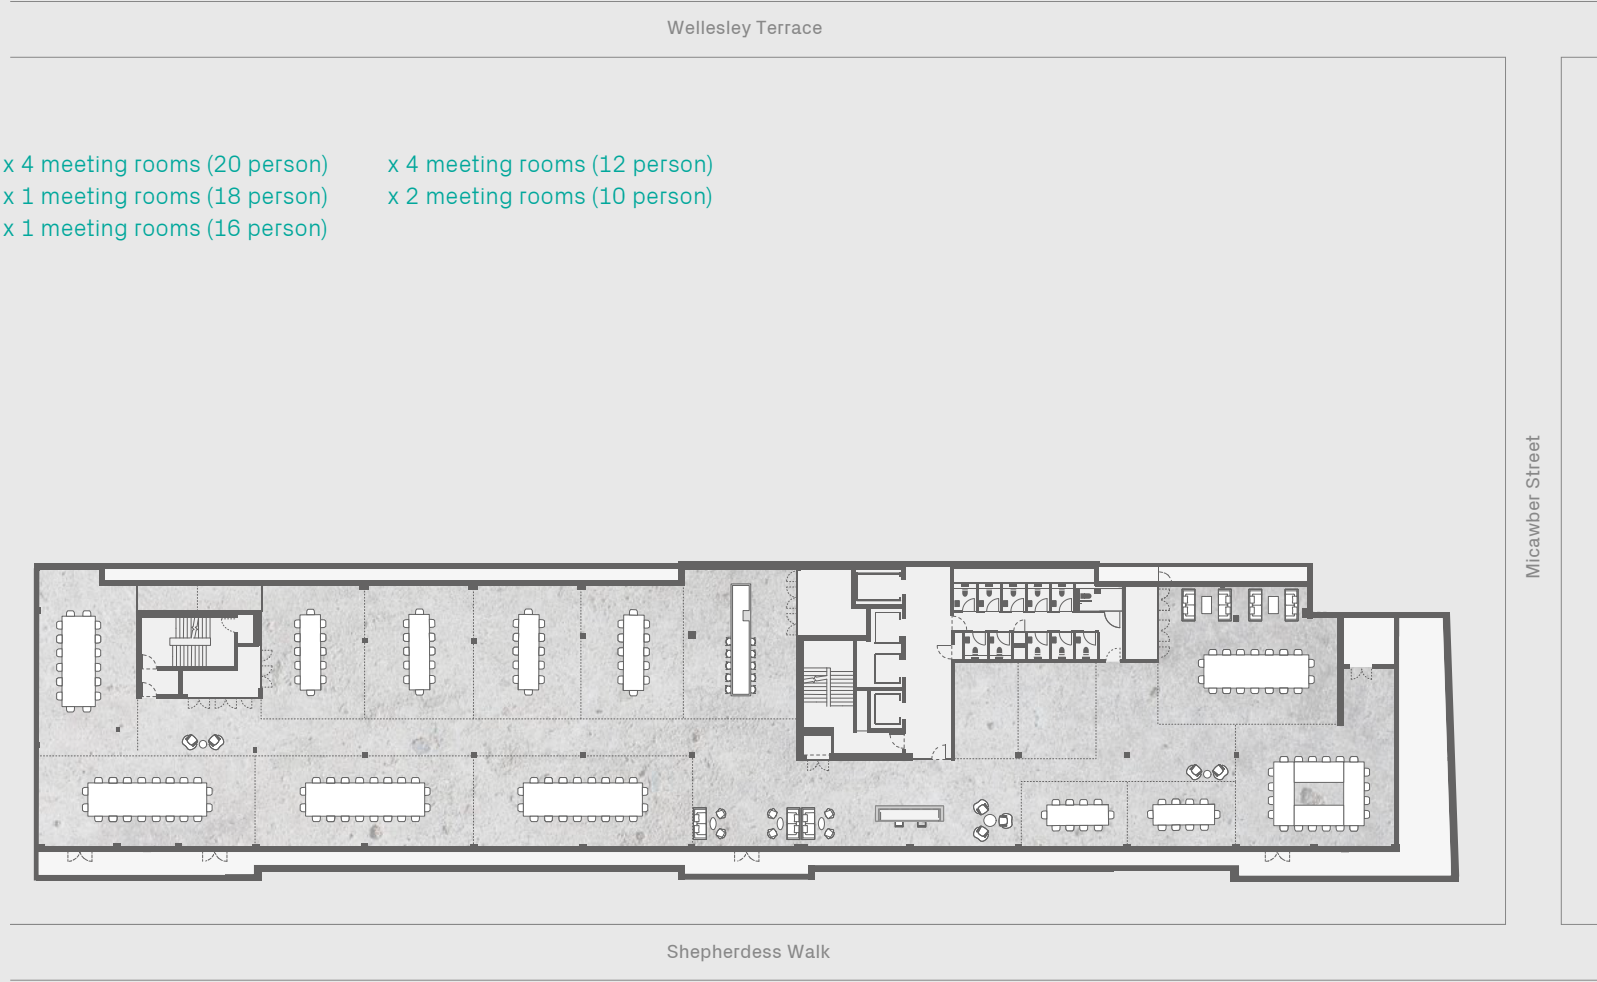 Wellesley Terrace
x 4 meeting rooms (20 person)
x 1 meeting rooms (18 person)
x 1 meeting rooms (16 person)
x 4 meeting rooms (12 person)
x 2 meeting rooms (10 person)
Micawber Street
Shepherdess Walk